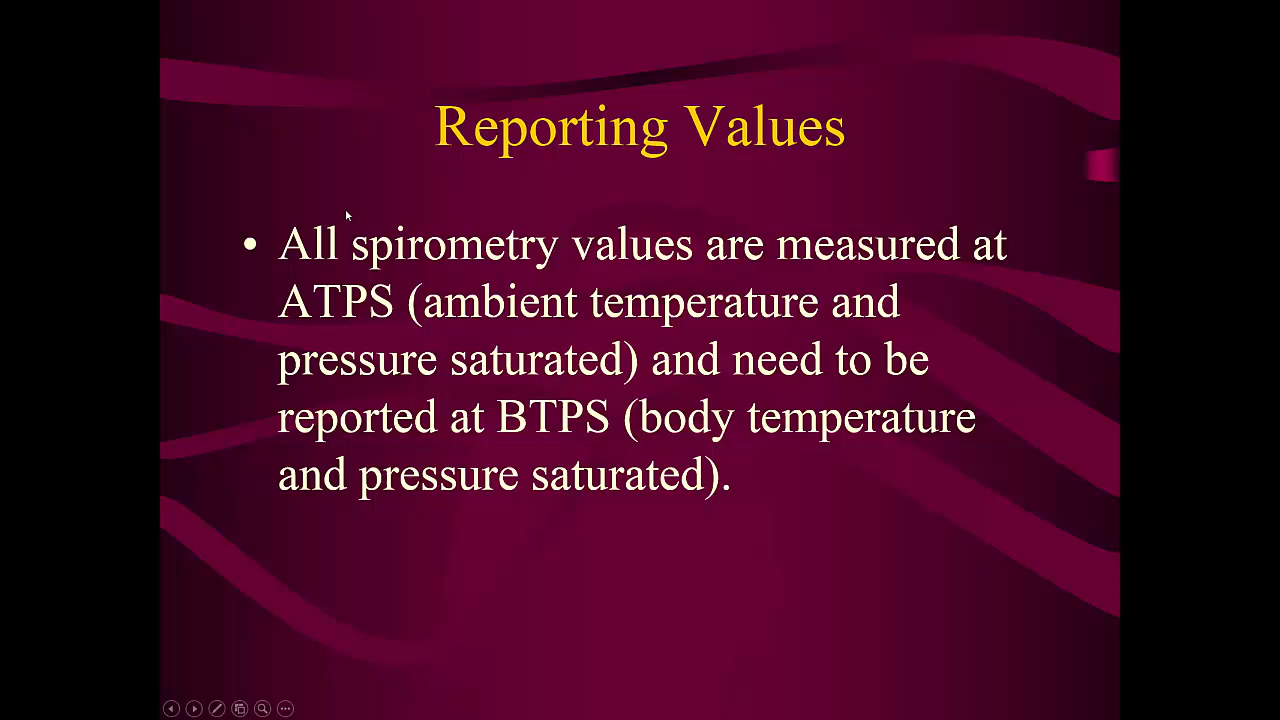 Reporting Values
• All spirometry values are measured at
ATPS (ambient temperature and
pressure saturated) and need to be
reported at BTPS (body temperature
and pressure saturated).